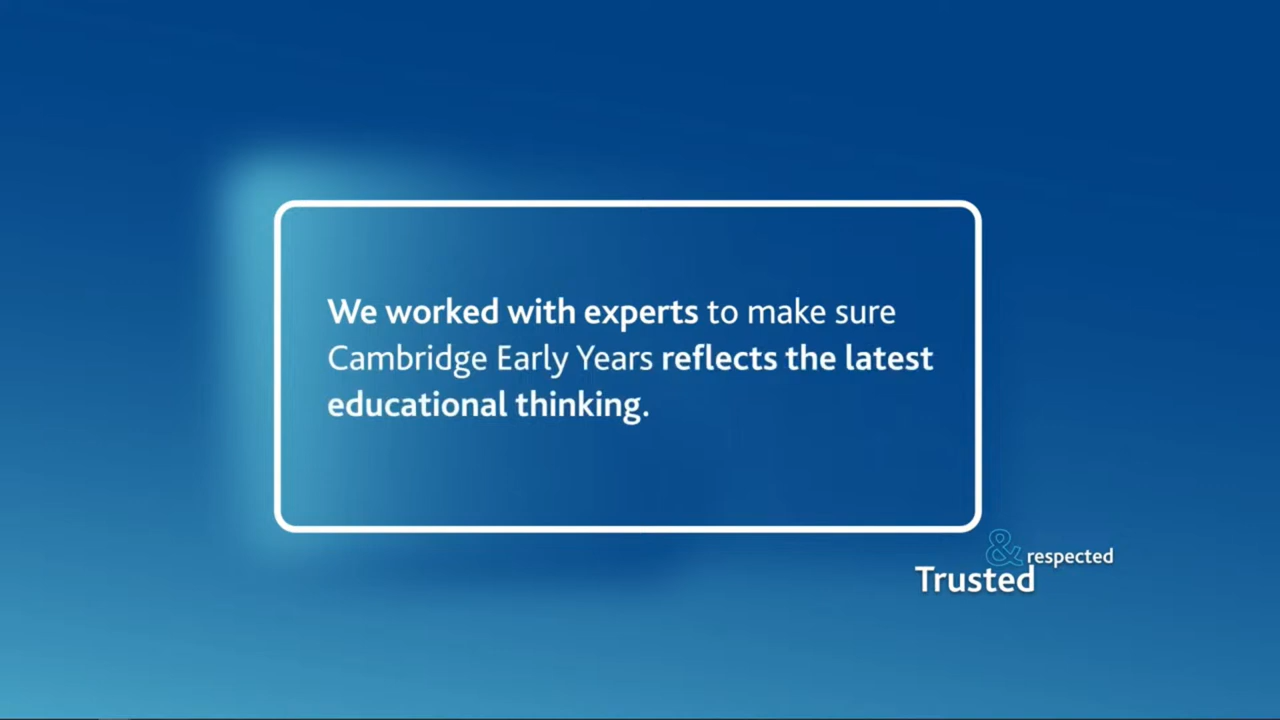 We worked with experts to make sure
Cambridge Early Years reflects the latest
educational thinking.
& respected
Trusted